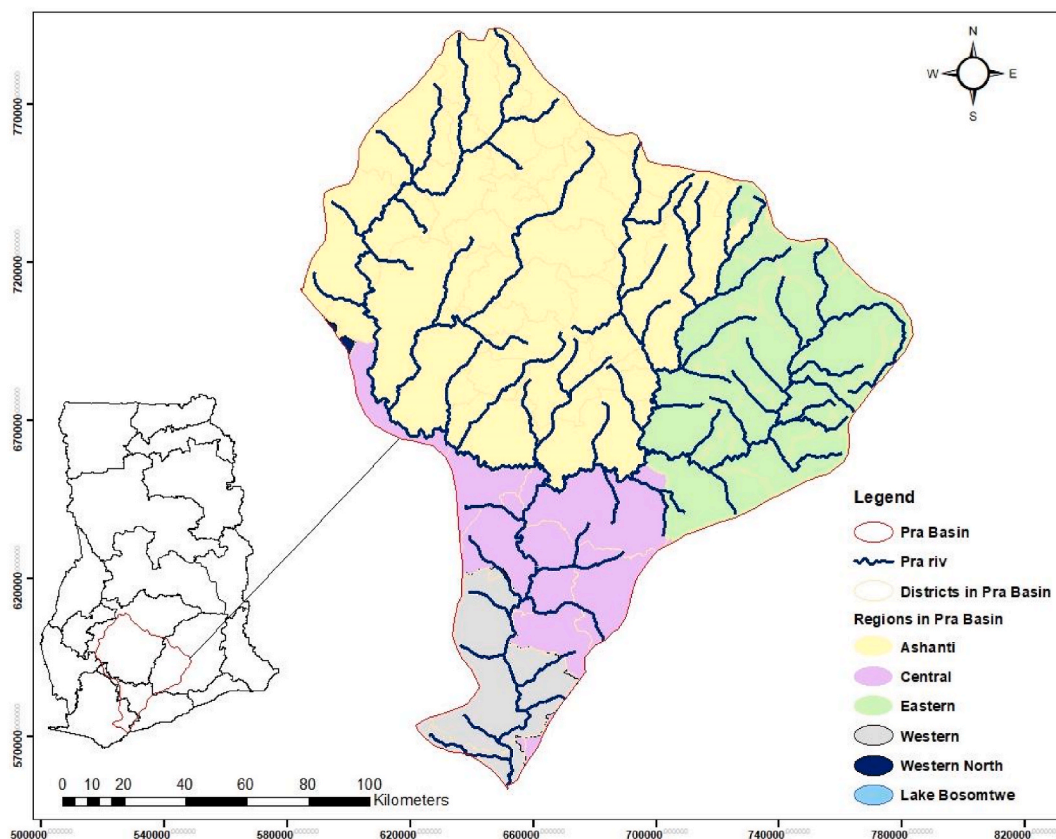 N
W E
S
770000
720000
670000
620000
570000
Legend
Pra Basin
Pra riv
Districts in Pra Basin
Regions in Pra Basin
Ashanti
Central
Eastern
Western
Western North
Lake Bosomtwe
0 10 20 40 60 80 100
Kilometers
500000 540000 580000 620000 660000 700000 740000 780000 820000